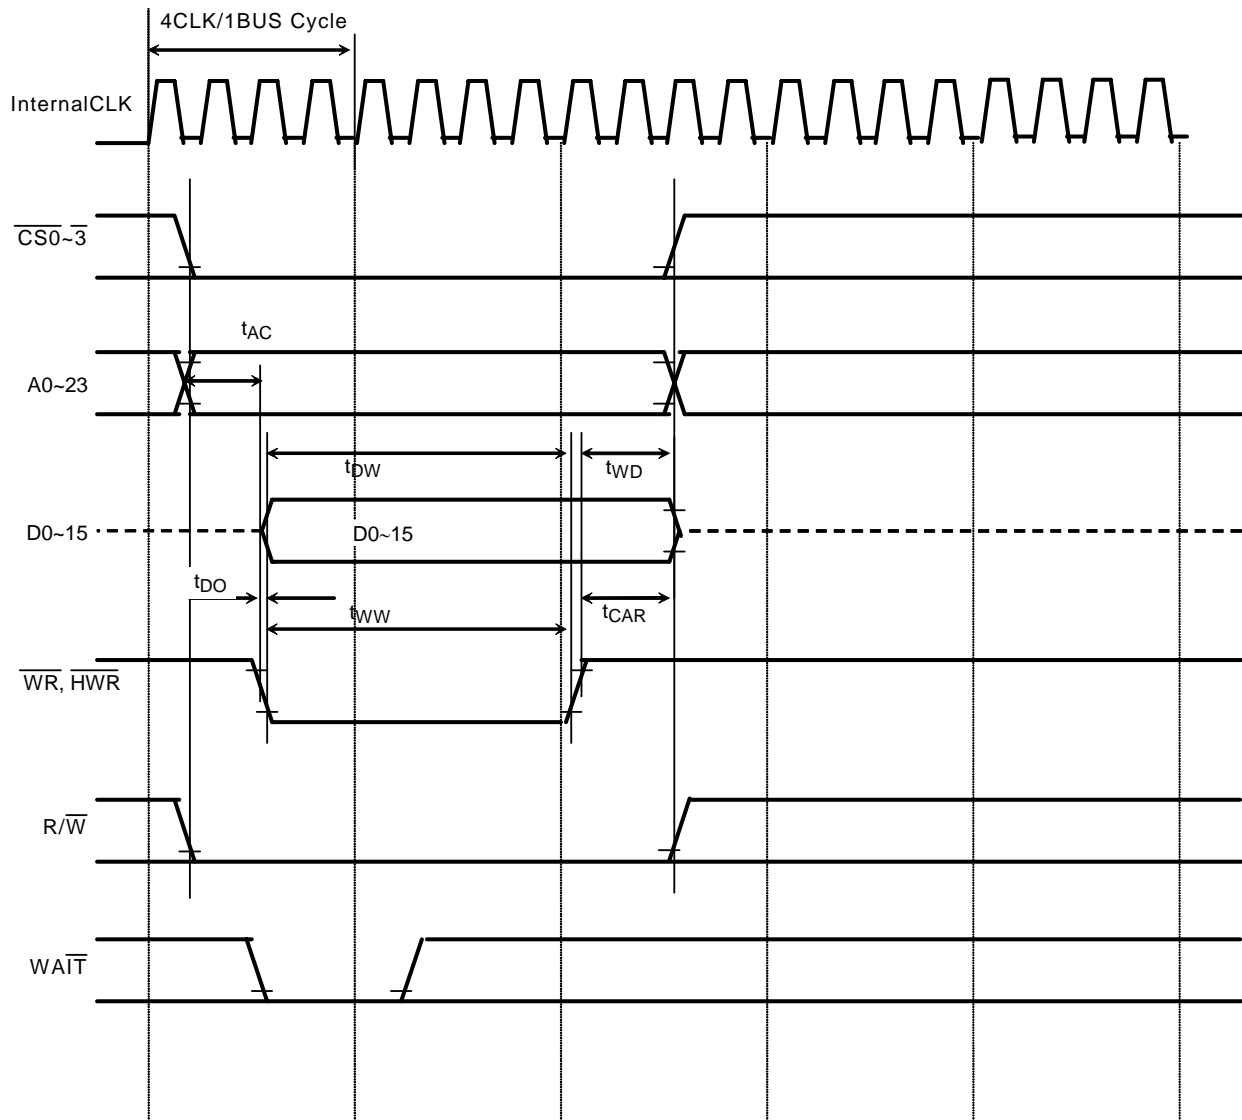 4CLK/1BUS Cycle
InternalCLK
CS0~3
tAC
A0~23
tDW
tWD
D0~15
D0~15
tDO
tWW
tCAR
WR, HWR
R/W
WAIT